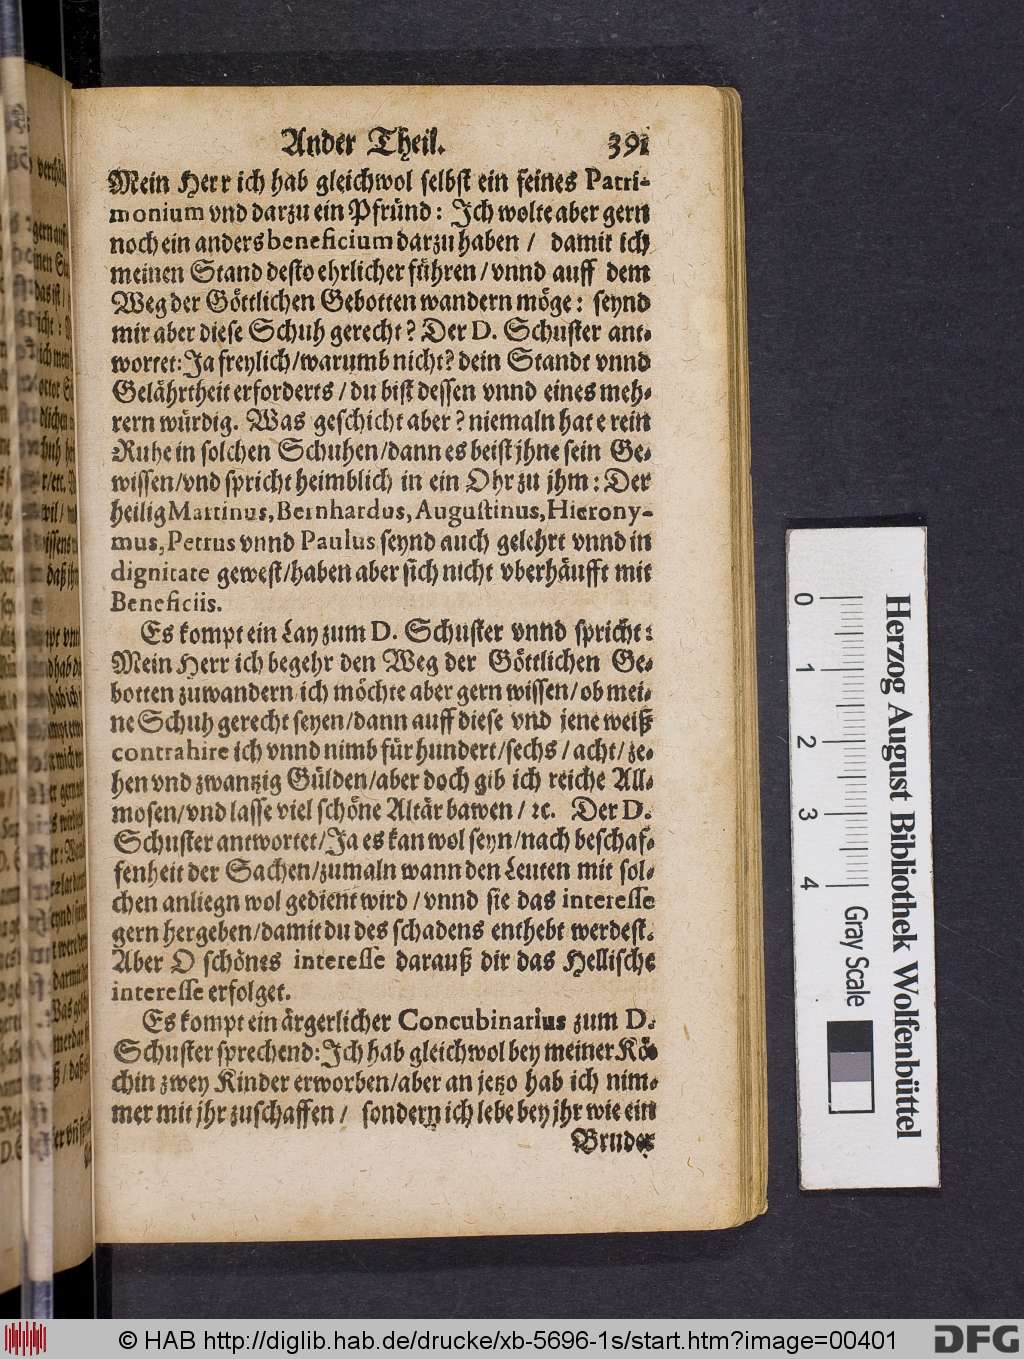 Ander Theil. 391
Mein Herr ich hab gleichwol selbst ein feines Patri-
monium vnd darzu ein Pfründ: Ich wolte aber gern
noch ein anders beneficium darzu haben / damit ich
meinen Stand desto ehrlicher führen / vnnd auff dem
Weg der Göttlichen Gebotten wandern möge: seynd
mir aber diese Schuh gerecht? Der D. Schuster ant-
wortet: Ja freylich / warumb nicht? dein Standt vnnd
Gelährtheit erforderts / du bist dessen vnnd eines meh-
rern würdig. Was geschicht aber? niemaln hat e rein
Ruhe in solchen Schuhen / dann es beist jhne sein Ge-
wissen / vnd spricht heimblich in ein Ohr zu jhm: Der
heilig Martinus, Bernhardus, Augustinus, Hierony-
mus, Petrus vnnd Paulus seynd auch gelehrt vnnd in
dignitate gewest / haben aber sich nicht vberhäufft mit
Beneficiis.
Es kompt ein Lay zum D. Schuster vnnd spricht:
Mein Herr ich begehr den Weg der Göttlichen Ge-
botten zuwandern ich möchte aber gern wissen / ob mei-
ne Schuh gerecht seyen / dann auff diese vnd jene weiß
contrahire ich vnnd nimb für hundert / sechs / acht / ze-
hen vnd zwantzig Gülden / aber doch gib ich reiche All-
mosen / vnd lasse viel schöne Altär bawen / ꝛc. Der D.
Schuster antwortet / Ja es kan wol seyn / nach beschaf-
fenheit der Sachen / zumaln wann den Leuten mit sol-
chen anliegn wol gedient wird / vnnd sie das interesse
gern hergeben / damit du des schadens enthebt werdest.
Aber O schönes interesse darauß dir das Hellische
interesse erfolget.
Es kompt ein ärgerlicher Concubinarius zum D.
Schuster sprechend: Ich hab gleichwol bey meiner Kö-
chin zwey Kinder erworben / aber an jetzo hab ich nim-
mer mit jhr zuschaffen / sondern ich lebe bey jhr wie ein
Bruder
0 1 2 3 4
Gray Scale
Herzog August Bibliothek Wolfenbüttel
© HAB http://diglib.hab.de/drucke/xb-5696-1s/start.htm?image=00401
DFG